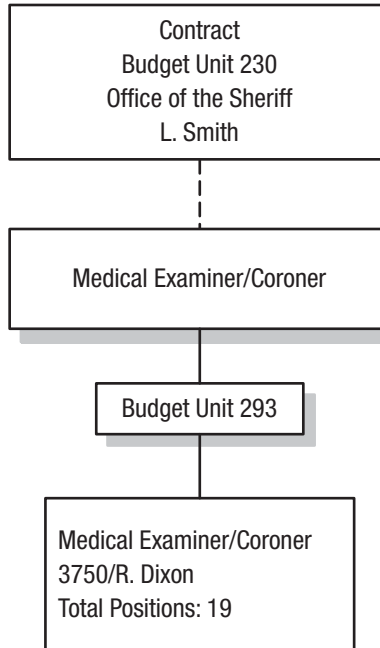 Contract
Budget Unit 230
Office of the Sheriff
L. Smith
Medical Examiner/Coroner
Budget Unit 293
Medical Examiner/Coroner
3750/R. Dixon
Total Positions: 19